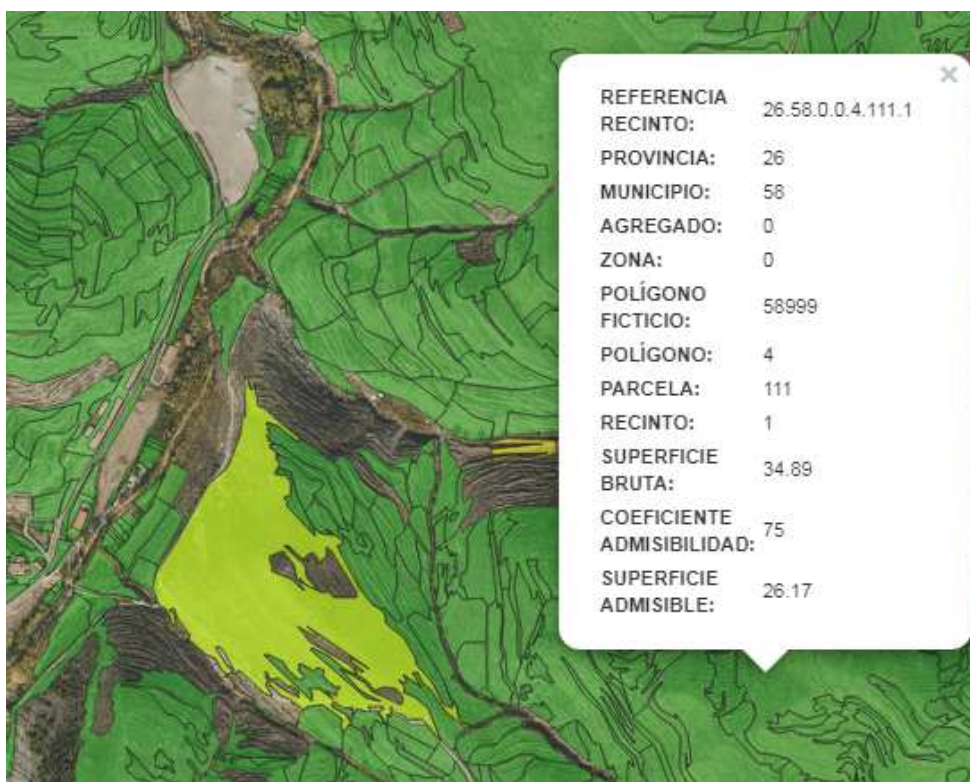 ×
REFERENCIA
RECINTO: 26.58.0.0.4.111.1
PROVINCIA: 26
MUNICIPIO: 58
AGREGADO: 0
ZONA: 0
POLÍGONO
FICTICIO: 58999
POLÍGONO: 4
PARCELA: 111
RECINTO: 1
SUPERFICIE
BRUTA: 34.89
COEFICIENTE
ADMISIBILIDAD: 75
SUPERFICIE
ADMISIBLE: 26.17